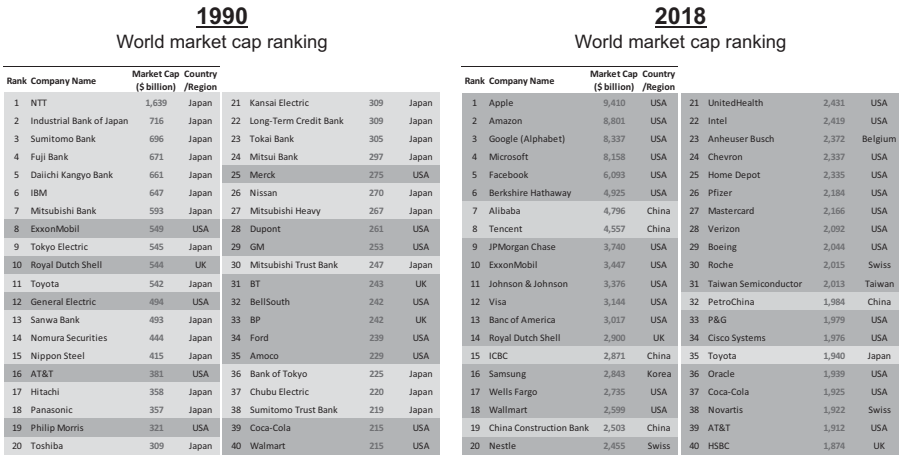 1990
World market cap ranking
Rank Company Name Market Cap ($ billion) Country /Region
1 NTT 1,639 Japan
2 Industrial Bank of Japan 716 Japan
3 Sumitomo Bank 696 Japan
4 Fuji Bank 671 Japan
5 Daiichi Kangyo Bank 661 Japan
6 IBM 647 Japan
7 Mitsubishi Bank 593 Japan
8 ExxonMobil 549 USA
9 Tokyo Electric 545 Japan
10 Royal Dutch Shell 544 UK
11 Toyota 542 Japan
12 General Electric 494 USA
13 Sanwa Bank 493 Japan
14 Nomura Securities 444 Japan
15 Nippon Steel 415 Japan
16 AT&T 381 USA
17 Hitachi 358 Japan
18 Panasonic 357 Japan
19 Philip Morris 321 USA
20 Toshiba 309 Japan
21 Kansai Electric 309 Japan
22 Long-Term Credit Bank 309 Japan
23 Tokai Bank 305 Japan
24 Mitsui Bank 297 Japan
25 Merck 275 USA
26 Nissan 270 Japan
27 Mitsubishi Heavy 267 Japan
28 Dupont 261 USA
29 GM 253 USA
30 Mitsubishi Trust Bank 247 Japan
31 BT 243 UK
32 BellSouth 242 USA
33 BP 242 UK
34 Ford 239 USA
35 Amoco 229 USA
36 Bank of Tokyo 225 Japan
37 Chubu Electric 220 Japan
38 Sumitomo Trust Bank 219 Japan
39 Coca-Cola 215 USA
40 Walmart 215 USA
2018
World market cap ranking
Rank Company Name Market Cap ($ billion) Country /Region
1 Apple 9,410 USA
2 Amazon 8,801 USA
3 Google (Alphabet) 8,337 USA
4 Microsoft 8,158 USA
5 Facebook 6,093 USA
6 Berkshire Hathaway 4,925 USA
7 Alibaba 4,796 China
8 Tencent 4,557 China
9 JPMorgan Chase 3,740 USA
10 ExxonMobil 3,447 USA
11 Johnson & Johnson 3,376 USA
12 Visa 3,144 USA
13 Banc of America 3,017 USA
14 Royal Dutch Shell 2,900 UK
15 ICBC 2,871 China
16 Samsung 2,843 Korea
17 Wells Fargo 2,735 USA
18 Wallmart 2,599 USA
19 China Construction Bank 2,503 China
20 Nestle 2,455 Swiss
21 UnitedHealth 2,431 USA
22 Intel 2,419 USA
23 Anheuser Busch 2,372 Belgium
24 Chevron 2,337 USA
25 Home Depot 2,335 USA
26 Pfizer 2,184 USA
27 Mastercard 2,166 USA
28 Verizon 2,092 USA
29 Boeing 2,044 USA
30 Roche 2,015 Swiss
31 Taiwan Semiconductor 2,013 Taiwan
32 PetroChina 1,984 China
33 P&G 1,979 USA
34 Cisco Systems 1,976 USA
35 Toyota 1,940 Japan
36 Oracle 1,939 USA
37 Coca-Cola 1,925 USA
38 Novartis 1,922 Swiss
39 AT&T 1,912 USA
40 HSBC 1,874 UK